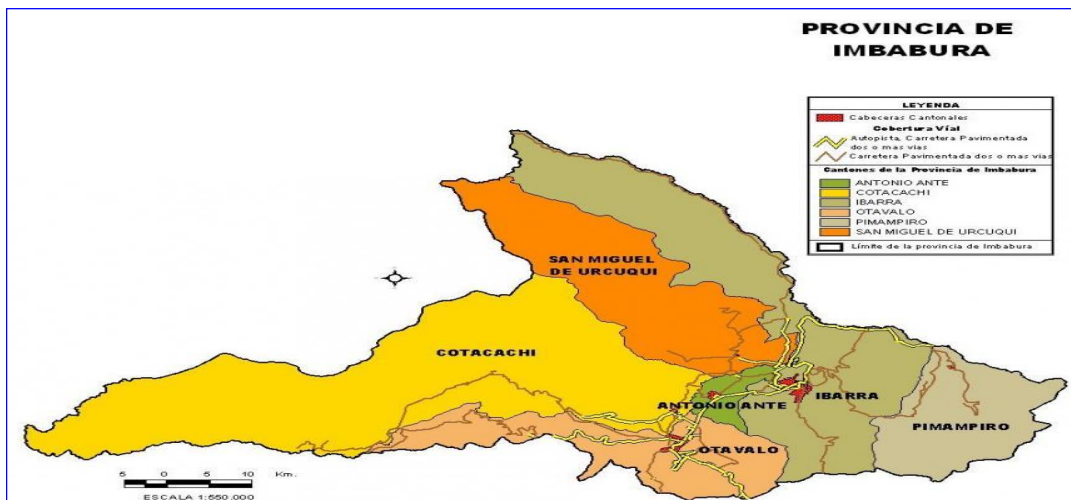 PROVINCIA DE
IMBABURA
LEYENDA
Cabeceras Cantonales
Cobertura Vial
Autopista, Carretera Pavimentada
dos o mas vias
Carretera Pavimentada dos o mas vias
Cantones de la Provincia de Imbabura
ANTONIO ANTE
COTACACHI
IBARRA
OTAVALO
PIMAMPIRO
SAN MIGUEL DE URCUQUI
Límite de la provincia de Imbabura
SAN MIGUEL
DE URCUQUI
COTACACHI
ANTONIO ANTE
IBARRA
PIMAMPIRO
OTAVALO
5 0 5 10 Km.
ESCALA 1:550.000